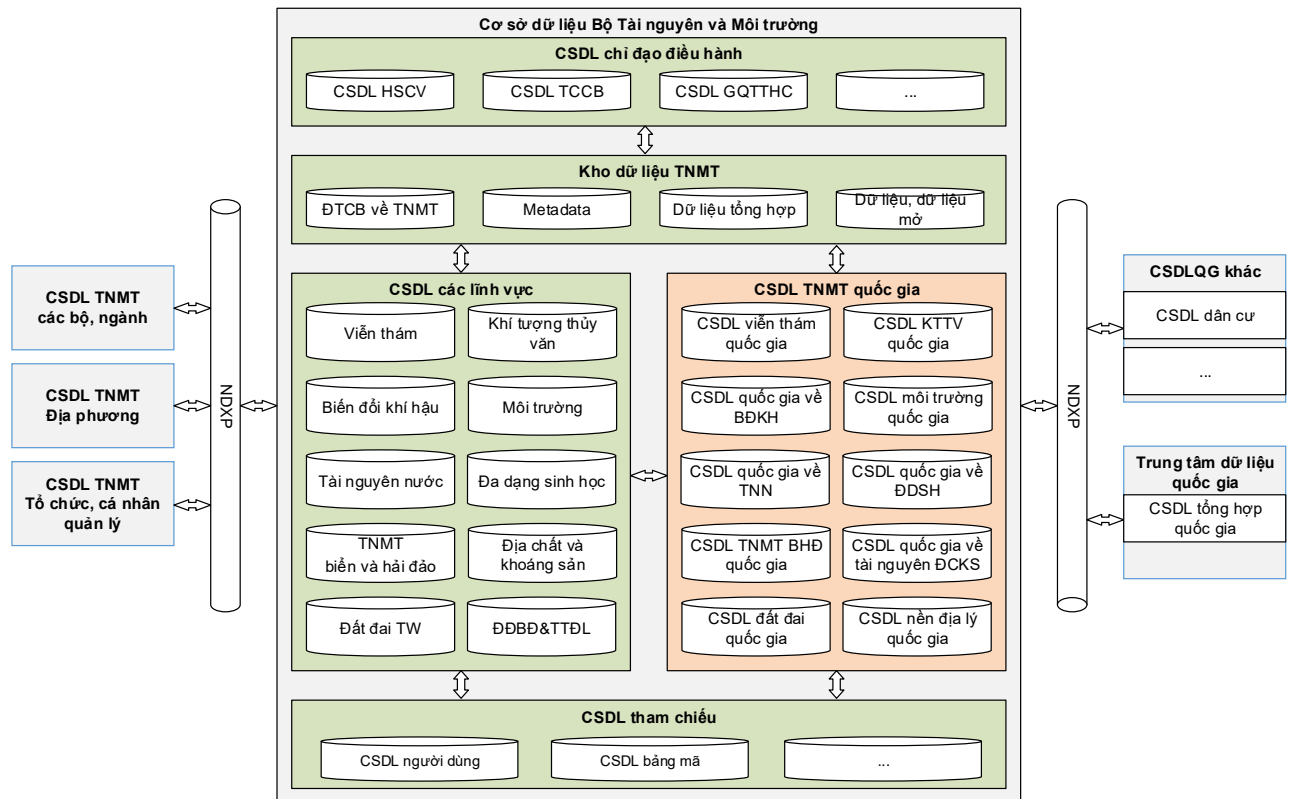 Cơ sở dữ liệu Bộ Tài nguyên và Môi trường
CSDL chỉ đạo điều hành
CSDL HSCV
CSDL TCCB
CSDL GQTTHC
...
Kho dữ liệu TNMT
ĐTCB về TNMT
Metadata
Dữ liệu tổng hợp
Dữ liệu, dữ liệu
mở
CSDL TNMT
các bộ, ngành
CSDL TNMT
Địa phương
CSDL TNMT
Tổ chức, cá nhân
quản lý
NDXP
CSDL các lĩnh vực
Viễn thám
Khí tượng thủy
văn
Biến đổi khí hậu
Môi trường
Tài nguyên nước
Đa dạng sinh học
TNMT
biển và hải đảo
Địa chất và
khoáng sản
Đất đai TW
ĐĐBĐ&TTĐL
CSDL TNMT quốc gia
CSDL viễn thám
quốc gia
CSDL KTTV
quốc gia
CSDL quốc gia về
BĐKH
CSDL môi trường
quốc gia
CSDL quốc gia về
TNN
CSDL quốc gia về
ĐDSH
CSDL TNMT BHĐ
quốc gia
CSDL quốc gia về
tài nguyên ĐCKS
CSDL đất đai
quốc gia
CSDL nền địa lý
quốc gia
NDXP
CSDLQG khác
CSDL dân cư
...
Trung tâm dữ liệu
quốc gia
CSDL tổng hợp
quốc gia
CSDL tham chiếu
CSDL người dùng
CSDL bảng mã
...